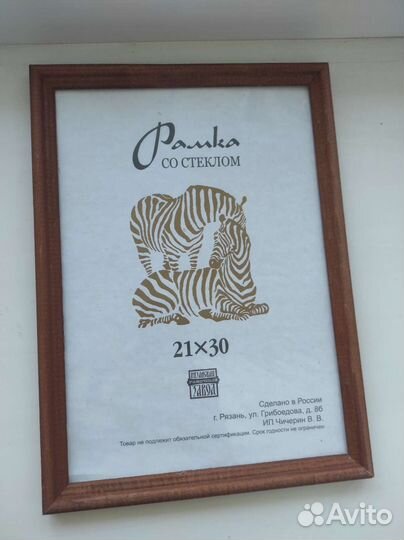 Рамка
СО СТЕКЛОМ
21×30
ЗАВОД
Сделано в России
г. Рязань, ул. Грибоедова, д. 8б
ИП Чичерин В. В.
Товар не подлежит обязательной сертификации. Срок годности не ограничен
Avito